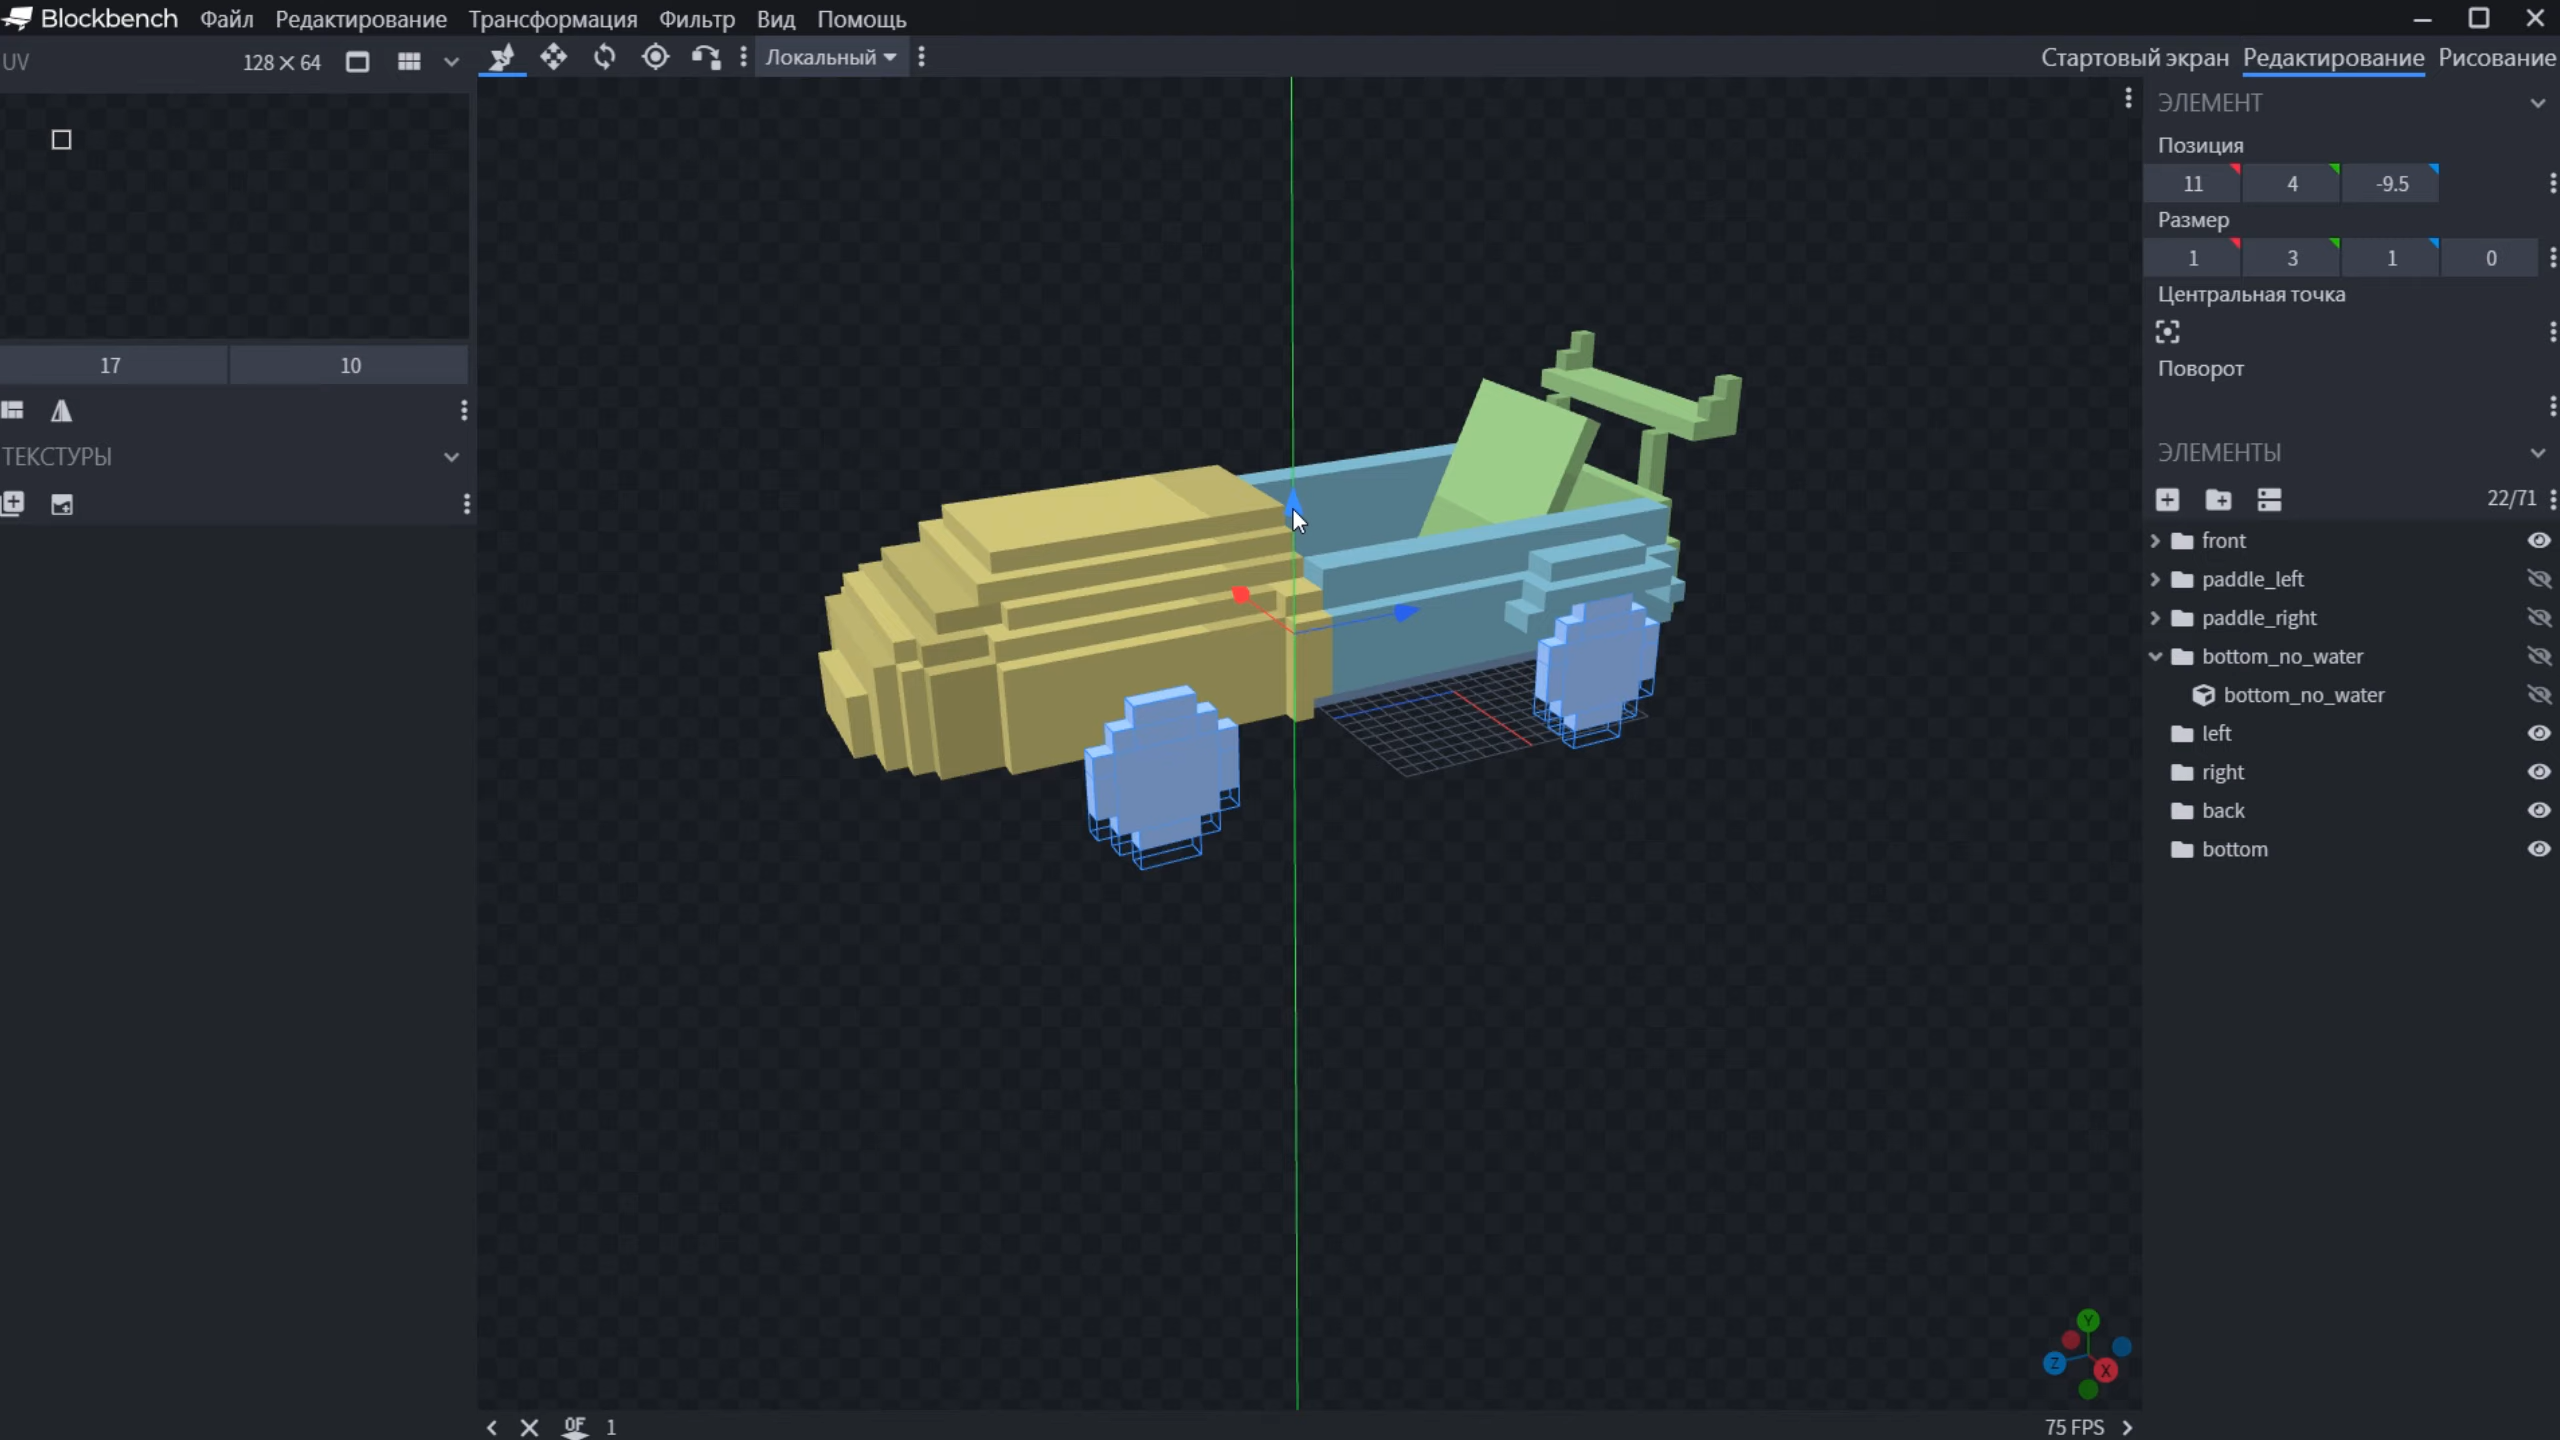 Blockbench Файл Редактирование Трансформация Фильтр Вид Помощь
UV 128 × 64 Локальный Стартовый экран Редактирование Рисование
17 10
ТЕКСТУРЫ
ЭЛЕМЕНТ
Позиция
11 4 -9.5
Размер
1 3 1 0
Центральная точка
Поворот
ЭЛЕМЕНТЫ
22/71
front
paddle_left
paddle_right
bottom_no_water
bottom_no_water
left
right
back
bottom
Y
Z X
OF 1 75 FPS